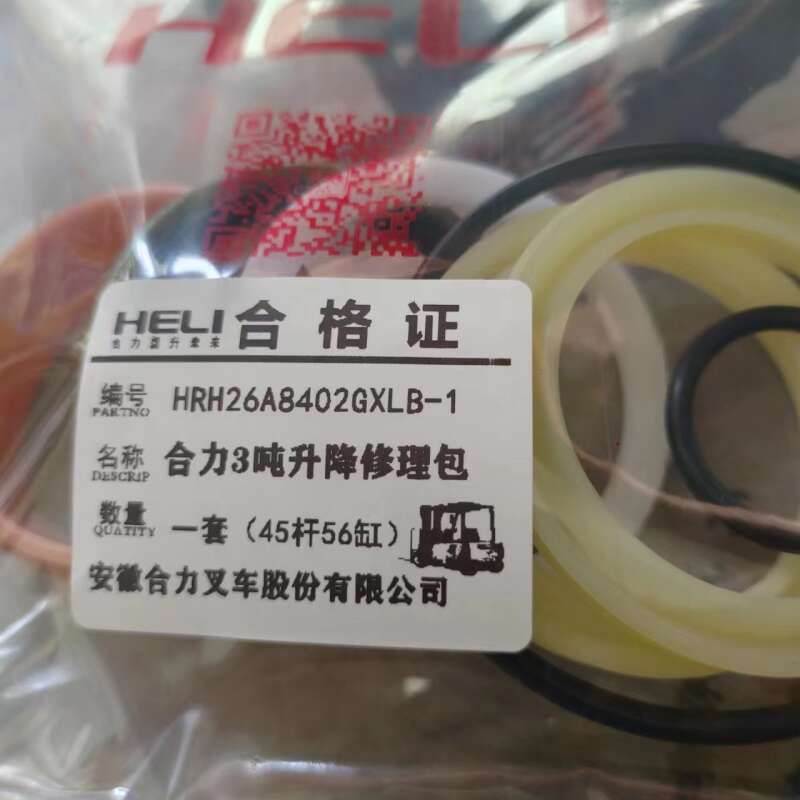 HELI
HELI 合格证
合力提升未来
编号 HRH26A8402GXLB-1
PARTNO
名称 合力3吨升降修理包
DESCRIP
数量 一套（45杆56缸）
QUATITY
安徽合力叉车股份有限公司